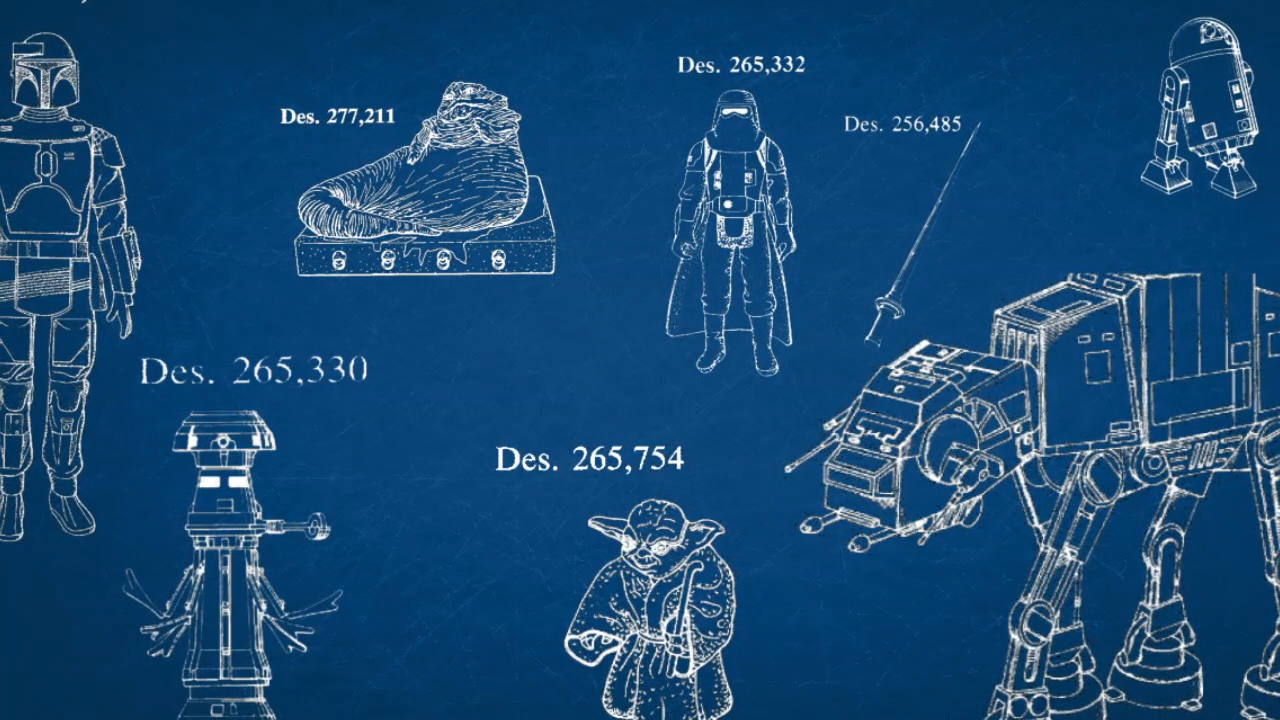 Des. 265,332
Des. 277,211
Des. 256,485
Des. 265,330
Des. 265,754